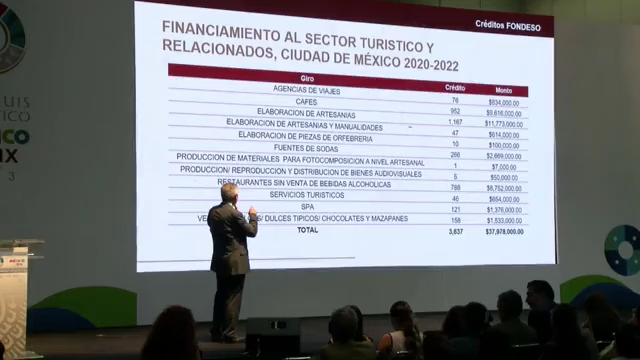 Créditos FONDESO
FINANCIAMIENTO AL SECTOR TURISTICO Y
RELACIONADOS, CIUDAD DE MÉXICO 2020-2022
Giro Crédito Monto
AGENCIAS DE VIAJES 76 $834,000.00
CAFES 952 $9,616,000.00
ELABORACION DE ARTESANIAS 1,167 $11,773,000.00
ELABORACION DE ARTESANIAS Y MANUALIDADES 47 $614,000.00
ELABORACION DE PIEZAS DE ORFEBRERIA 10 $100,000.00
FUENTES DE SODAS 266 $2,669,000.00
PRODUCCION DE MATERIALES PARA FOTOCOMPOSICION A NIVEL ARTESANAL 1 $7,000.00
PRODUCCION/ REPRODUCCION Y DISTRIBUCION DE BIENES AUDIOVISUALES 5 $50,000.00
RESTAURANTES SIN VENTA DE BEBIDAS ALCOHOLICAS 788 $8,752,000.00
SERVICIOS TURISTICOS 46 $654,000.00
SPA 121 $1,376,000.00
VE S/ DULCES TIPICOS/ CHOCOLATES Y MAZAPANES 158 $1,533,000.00
TOTAL 3,637 $37,978,000.00
LUIS
TICO
ico
3